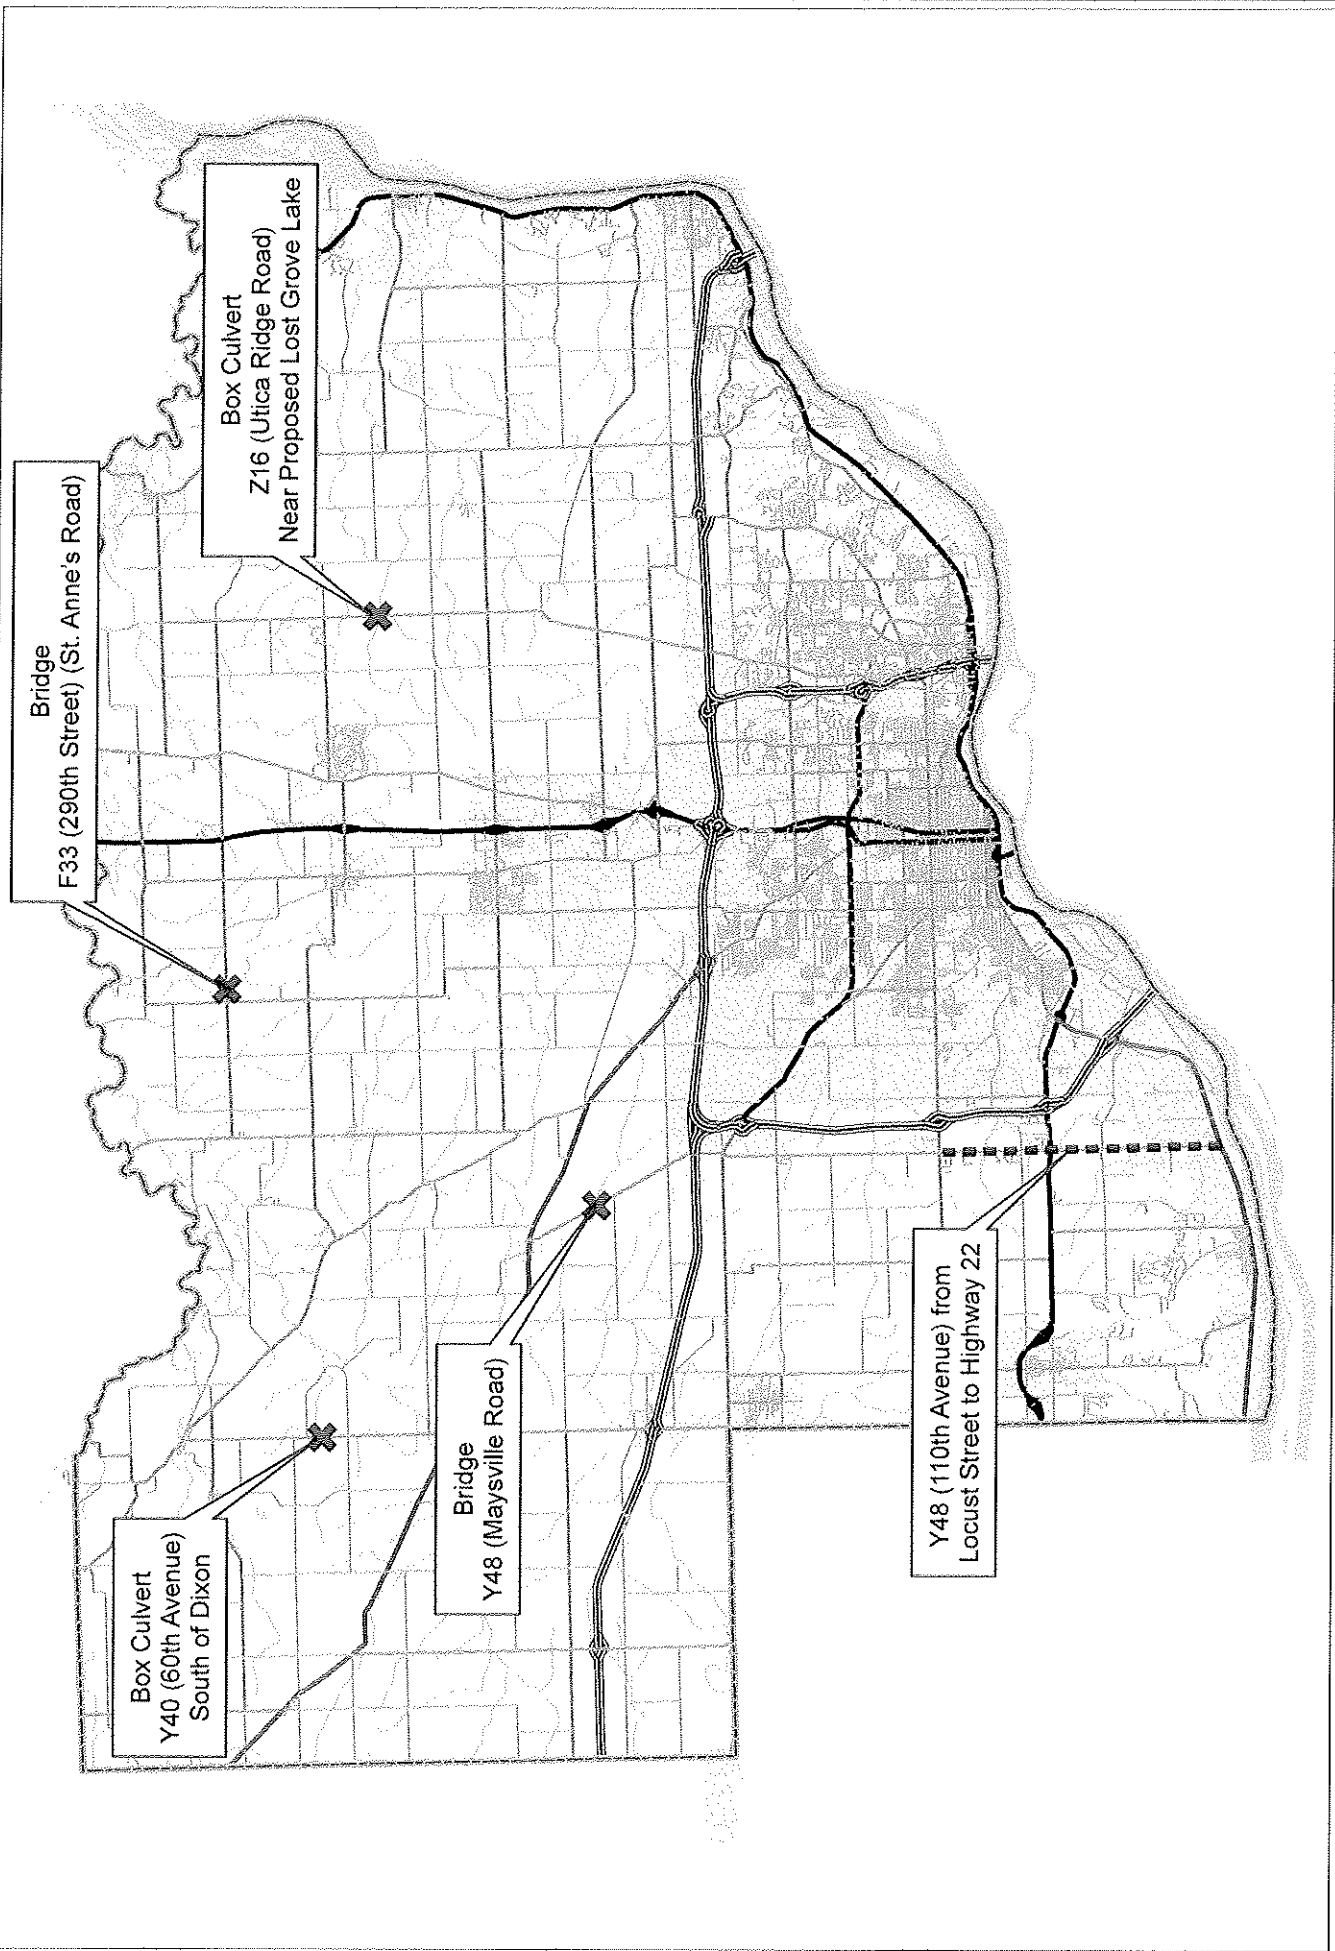 Bridge
F33 (290th Street) (St. Anne's Road)
Box Culvert
Z16 (Utica Ridge Road)
Near Proposed Lost Grove Lake
Box Culvert
Y40 (60th Avenue)
South of Dixon
Bridge
Y48 (Maysville Road)
Y48 (110th Avenue) from
Locust Street to Highway 22